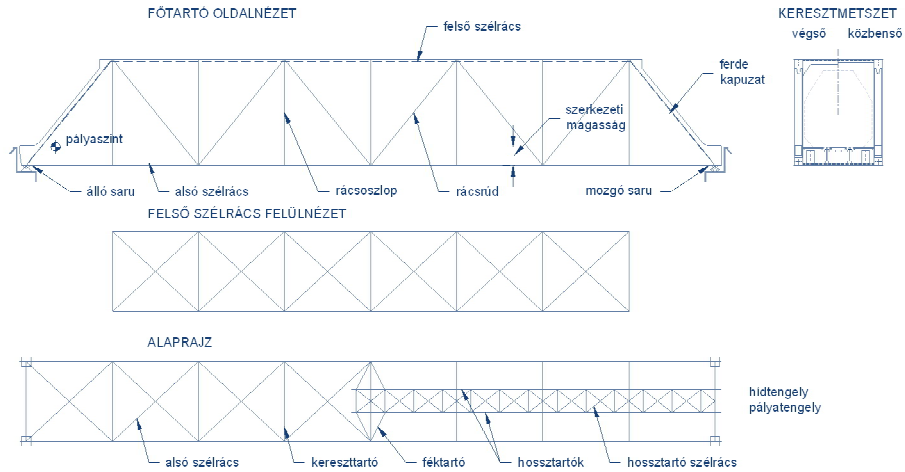 FŐTARTÓ OLDALNÉZET
KERESZTMETSZET
végső közbenső
felső szélrács
ferde
kapuzat
szerkezeti
magasság
pályaszint
álló saru
alsó szélrács
rácsoszlop
rácsrúd
mozgó saru
FELSŐ SZÉLRÁCS FELÜLNÉZET
ALAPRAJZ
hídtengely
pályatengely
alsó szélrács
kereszttartó
féktartó
hossztartók
hossztartó szélrács